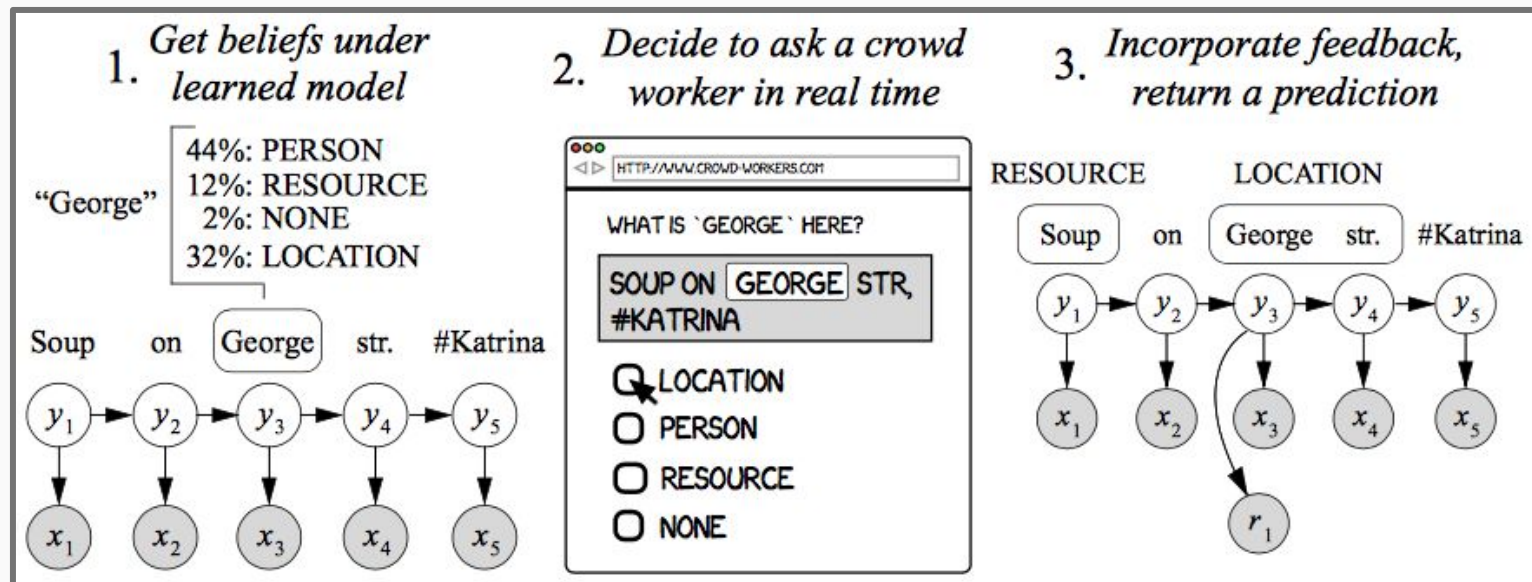 1. Get beliefs under
learned model
44%: PERSON
12%: RESOURCE
2%: NONE
32%: LOCATION
“George”
Soup on George str. #Katrina
y1 y2 y3 y4 y5
x1 x2 x3 x4 x5
2. Decide to ask a crowd
worker in real time
HTTP://WWW.CROWD-WORKERS.COM
WHAT IS `GEORGE` HERE?
SOUP ON GEORGE STR,
#KATRINA
LOCATION
PERSON
RESOURCE
NONE
3. Incorporate feedback,
return a prediction
RESOURCE LOCATION
Soup on George str. #Katrina
y1 y2 y3 y4 y5
x1 x2 x3 x4 x5
r1